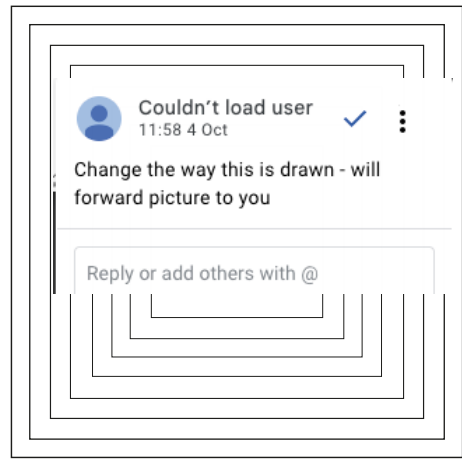 Couldn't load user
11:58 4 Oct
Change the way this is drawn - will
forward picture to you
Reply or add others with @